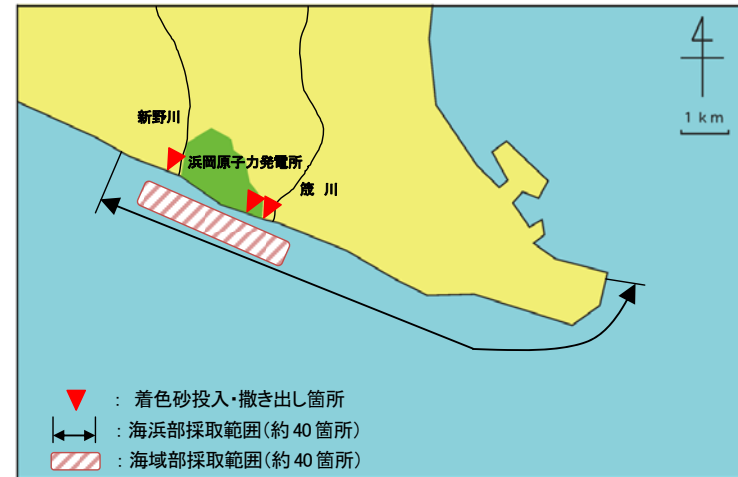 新野川
浜岡原子力発電所
筬 川
1 km
： 着色砂投入・撒き出し箇所
：海浜部採取範囲（約 40 箇所）
：海域部採取範囲（約 40 箇所）